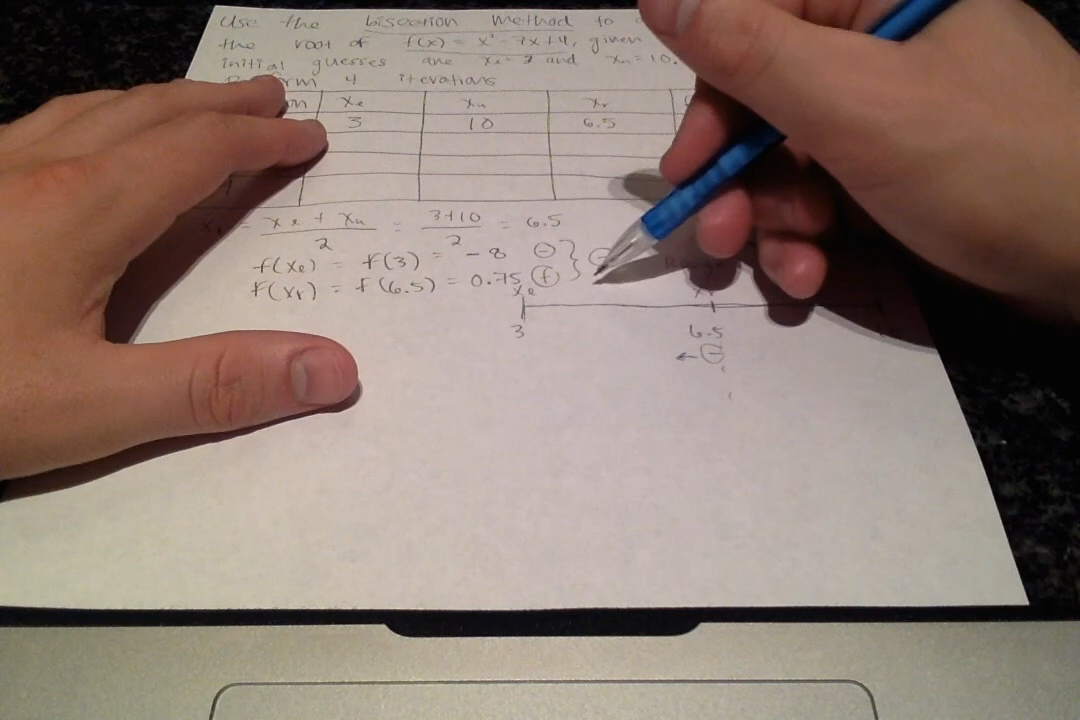 Use the bisection method to
the root of f(x) = x² - 7x + 4, given
initial guesses are xₗ = 3 and xᵤ = 10.
4 iterations
xₗ xᵤ xᵣ
3 10 6.5
= xₗ + xᵤ / 2 = 3+10 / 2 = 6.5
f(xₗ) = f(3) = -8 ⊖ }
f(xᵣ) = f(6.5) = 0.75 ⊕
xₗ
3 6.5
← ⊖